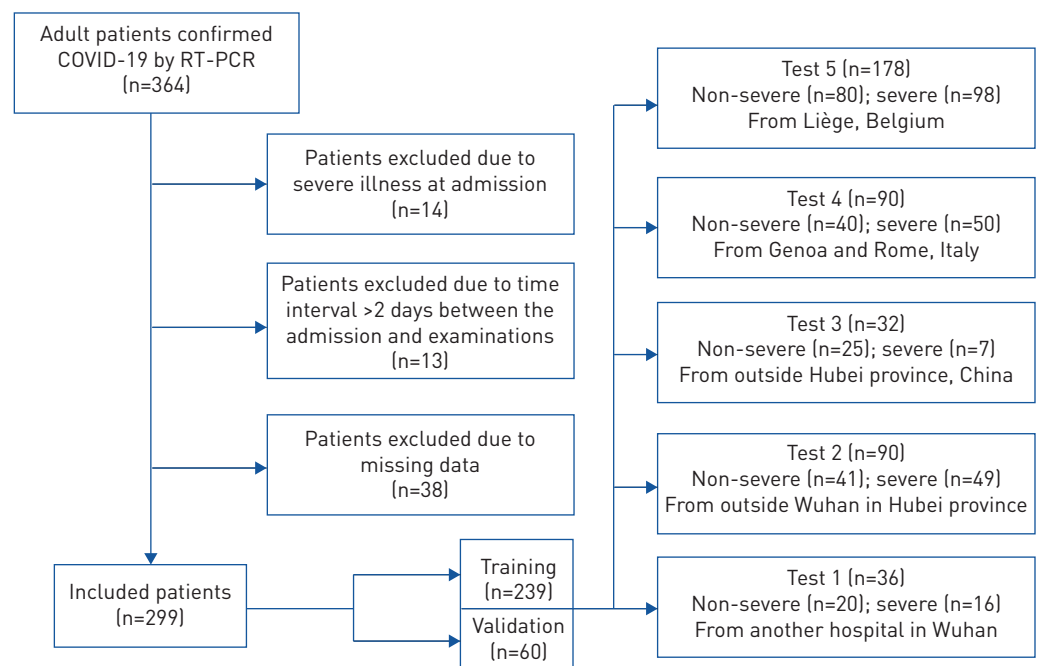 Adult patients confirmed
COVID-19 by RT-PCR
(n=364)
Patients excluded due to
severe illness at admission
(n=14)
Patients excluded due to time
interval >2 days between the
admission and examinations
(n=13)
Patients excluded due to
missing data
(n=38)
Included patients
(n=299)
Training
(n=239)
Validation
(n=60)
Test 5 (n=178)
Non-severe (n=80); severe (n=98)
From Liège, Belgium
Test 4 (n=90)
Non-severe (n=40); severe (n=50)
From Genoa and Rome, Italy
Test 3 (n=32)
Non-severe (n=25); severe (n=7)
From outside Hubei province, China
Test 2 (n=90)
Non-severe (n=41); severe (n=49)
From outside Wuhan in Hubei province
Test 1 (n=36)
Non-severe (n=20); severe (n=16)
From another hospital in Wuhan